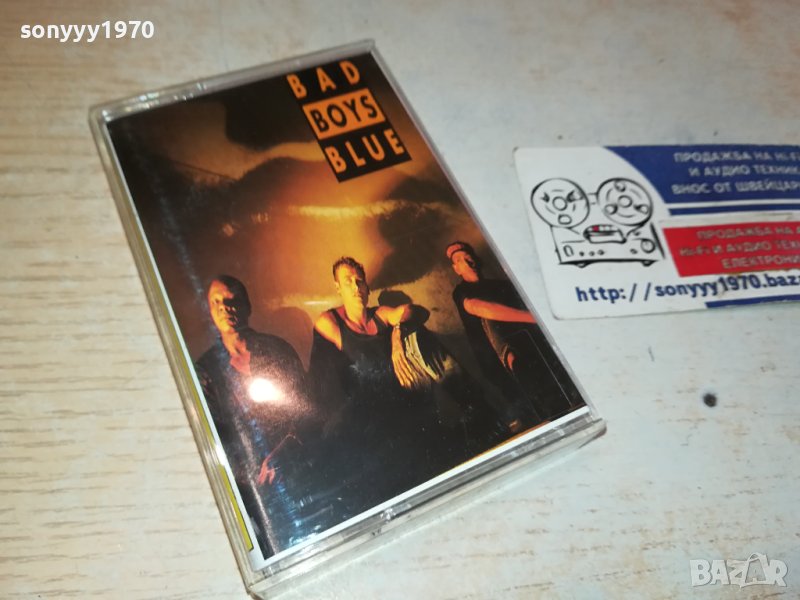 sonyyy1970
BAD
BOYS
BLUE
ПРОДАЖБА НА HI-FI
И АУДИО ТЕХНИК
ВНОС ОТ ШВЕЙЦАР
ПРОДАЖБА НА
HI-FI И АУДИО ТЕХ
ЕЛЕКТРОНИ
http://sonyyy1970.baz
BAZAR